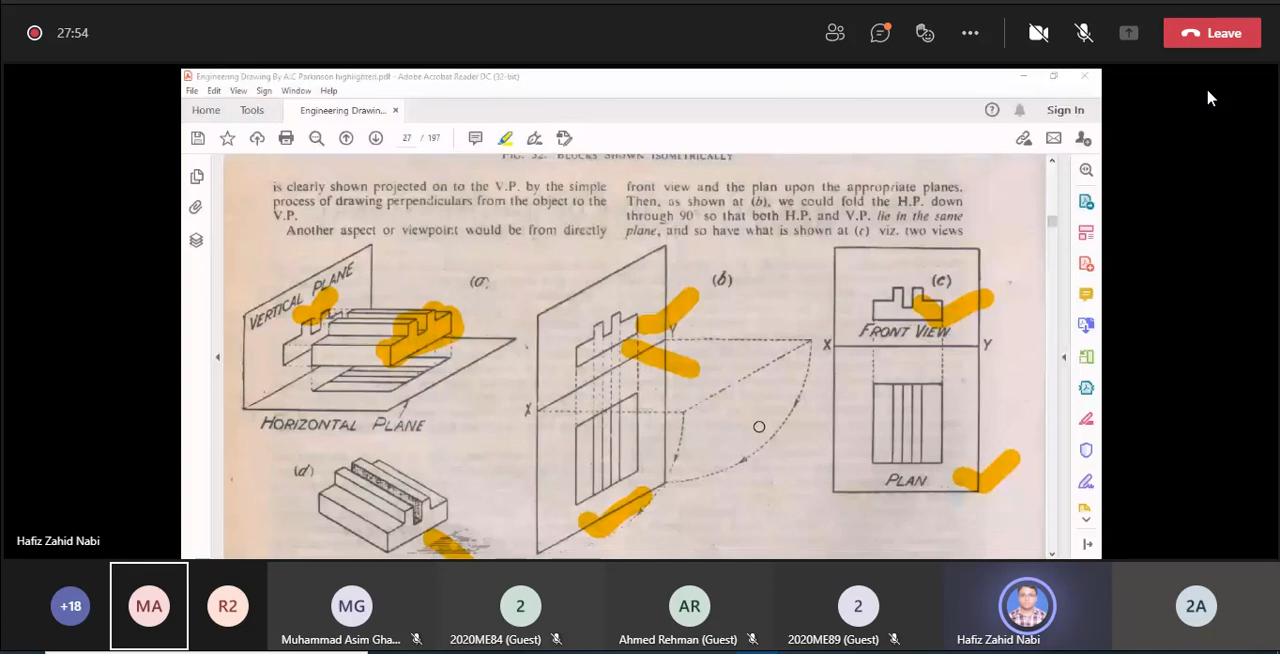 27:54
Leave
Engineering Drawing By A.C Parkinson highlighted.pdf - Adobe Acrobat Reader DC (32-bit)
File Edit View Sign Window Help
Home Tools Engineering Drawin... ×
Sign In
27 / 197
FIG. 32. BLOCKS SHOWN ISOMETRICALLY
is clearly shown projected on to the V.P. by the simple
process of drawing perpendiculars from the object to the
V.P.
Another aspect or viewpoint would be from directly
front view and the plan upon the appropriate planes.
Then, as shown at (b), we could fold the H.P. down
through 90° so that both H.P. and V.P. lie in the same
plane, and so have what is shown at (c) viz. two views
VERTICAL PLANE
(a)
HORIZONTAL PLANE
(d)
(b)
Y
X
(c)
FRONT VIEW
X Y
PLAN
Hafiz Zahid Nabi
+18
MA
R2
MG
Muhammad Asim Gha...
2
2020ME84 (Guest)
AR
Ahmed Rehman (Guest)
2
2020ME89 (Guest)
Hafiz Zahid Nabi
2A